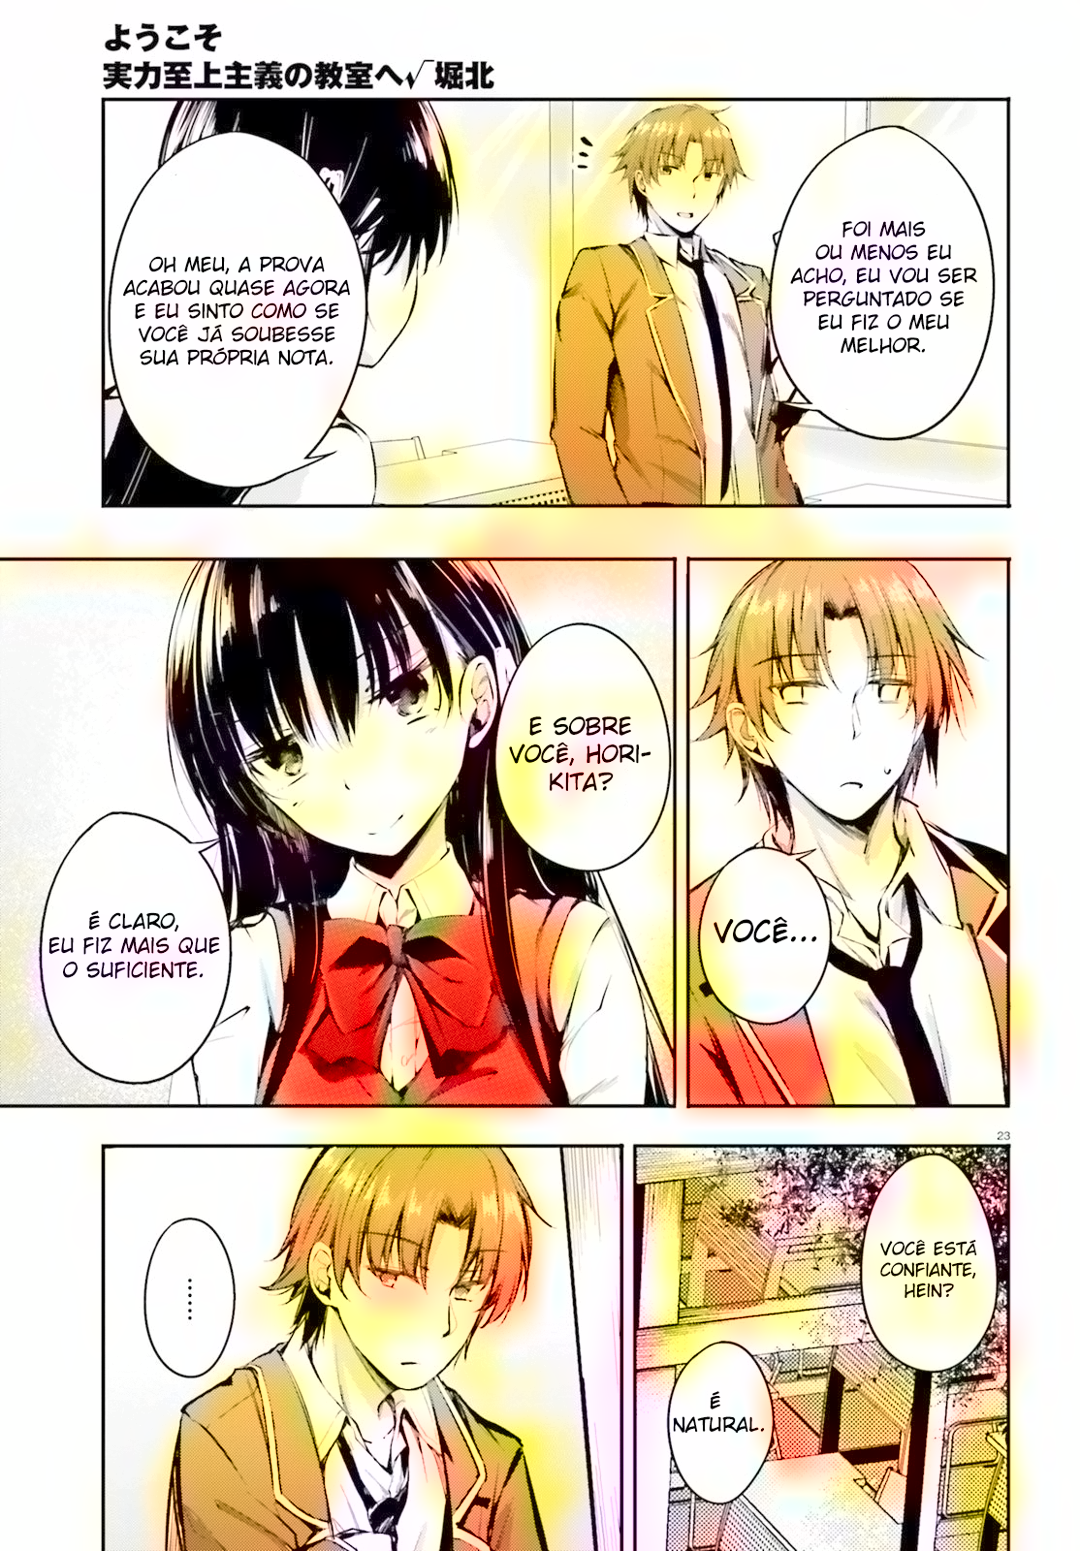 ようこそ
実力至上主義の教室へ√堀北
FOI MAIS
OU MENOS EU
ACHO, EU VOU SER
PERGUNTADO SE
EU FIZ O MEU
MELHOR.
OH MEU, A PROVA
ACABOU QUASE AGORA
E EU SINTO COMO SE
VOCÊ JÁ SOUBESSE
SUA PRÓPRIA NOTA.
VOCÊ...
E SOBRE
VOCÊ, HORI-
KITA?
É CLARO,
EU FIZ MAIS QUE
O SUFICIENTE.
23
VOCÊ ESTÁ
CONFIANTE,
HEIN?
É
NATURAL.
......